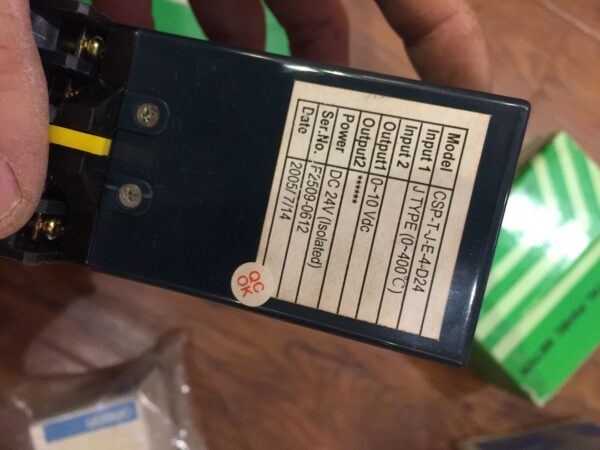 Model CSP-T-J-E-4-D24
Input 1 J TYPE (0~400℃)
Input 2
Output1 0~10 Vdc
Output2 ******
Power DC 24V (Isolated)
Ser.No. F2509-0612
Date 2005/7/14
QC
OK